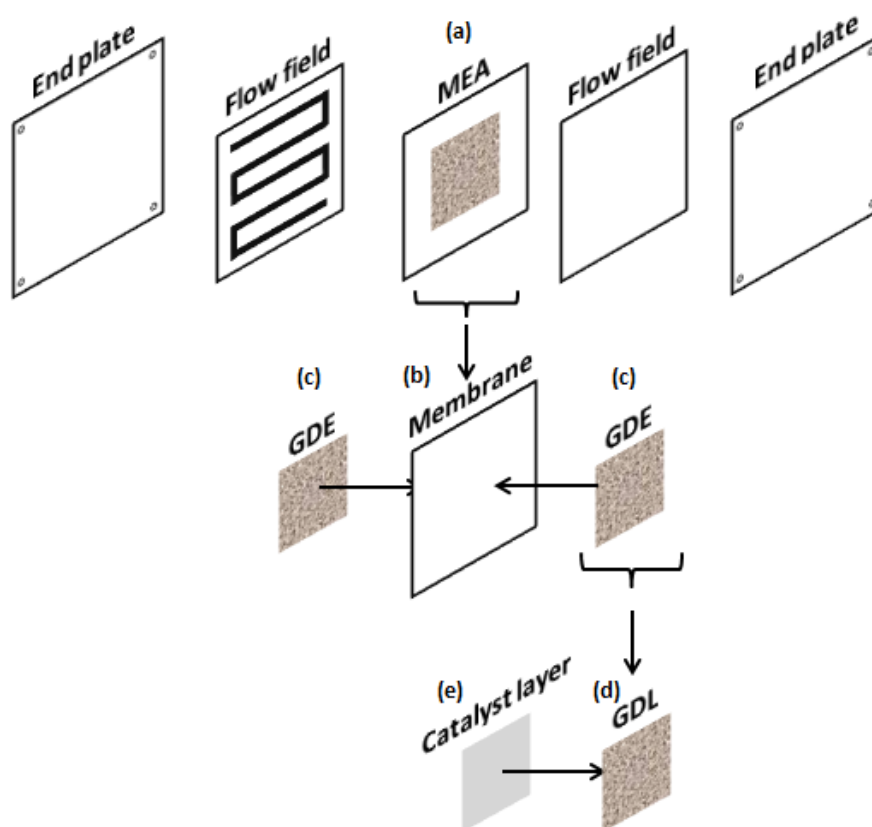 (a)
End plate
Flow field
MEA
Flow field
End plate
(c)
(b)
(c)
GDE
Membrane
GDE
(e)
(d)
Catalyst layer
GDL